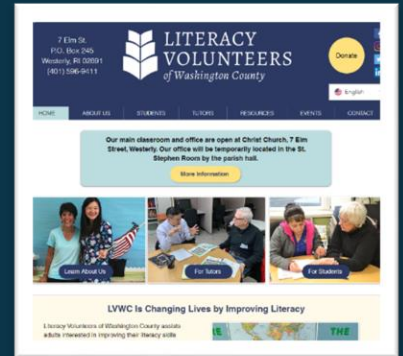 7 Elm St.
P.O. Box 245
Westerly, RI 02891
(401) 596-9411
LITERACY
VOLUNTEERS
of Washington County
Donate
English
HOME ABOUT US STUDENTS TUTORS RESOURCES EVENTS CONTACT
Our main classroom and office are open at Christ Church, 7 Elm
Street, Westerly. Our office will be temporarily located in the St.
Stephen Room by the parish hall.
More Information
Learn About Us
For Tutors
For Students
LVWC Is Changing Lives by Improving Literacy
Literacy Volunteers of Washington County assists
adults interested in improving their literacy skills
THE